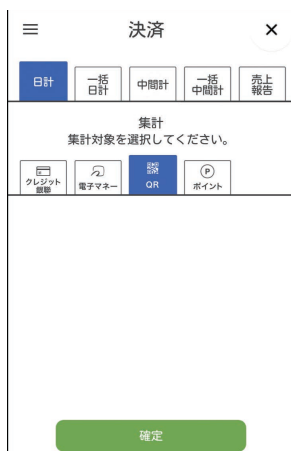 決済
日計
一括
日計
中間計
一括
中間計
売上
報告
集計
集計対象を選択してください。
クレジット
銀聯
電子マネー
QR
P
ポイント
確定